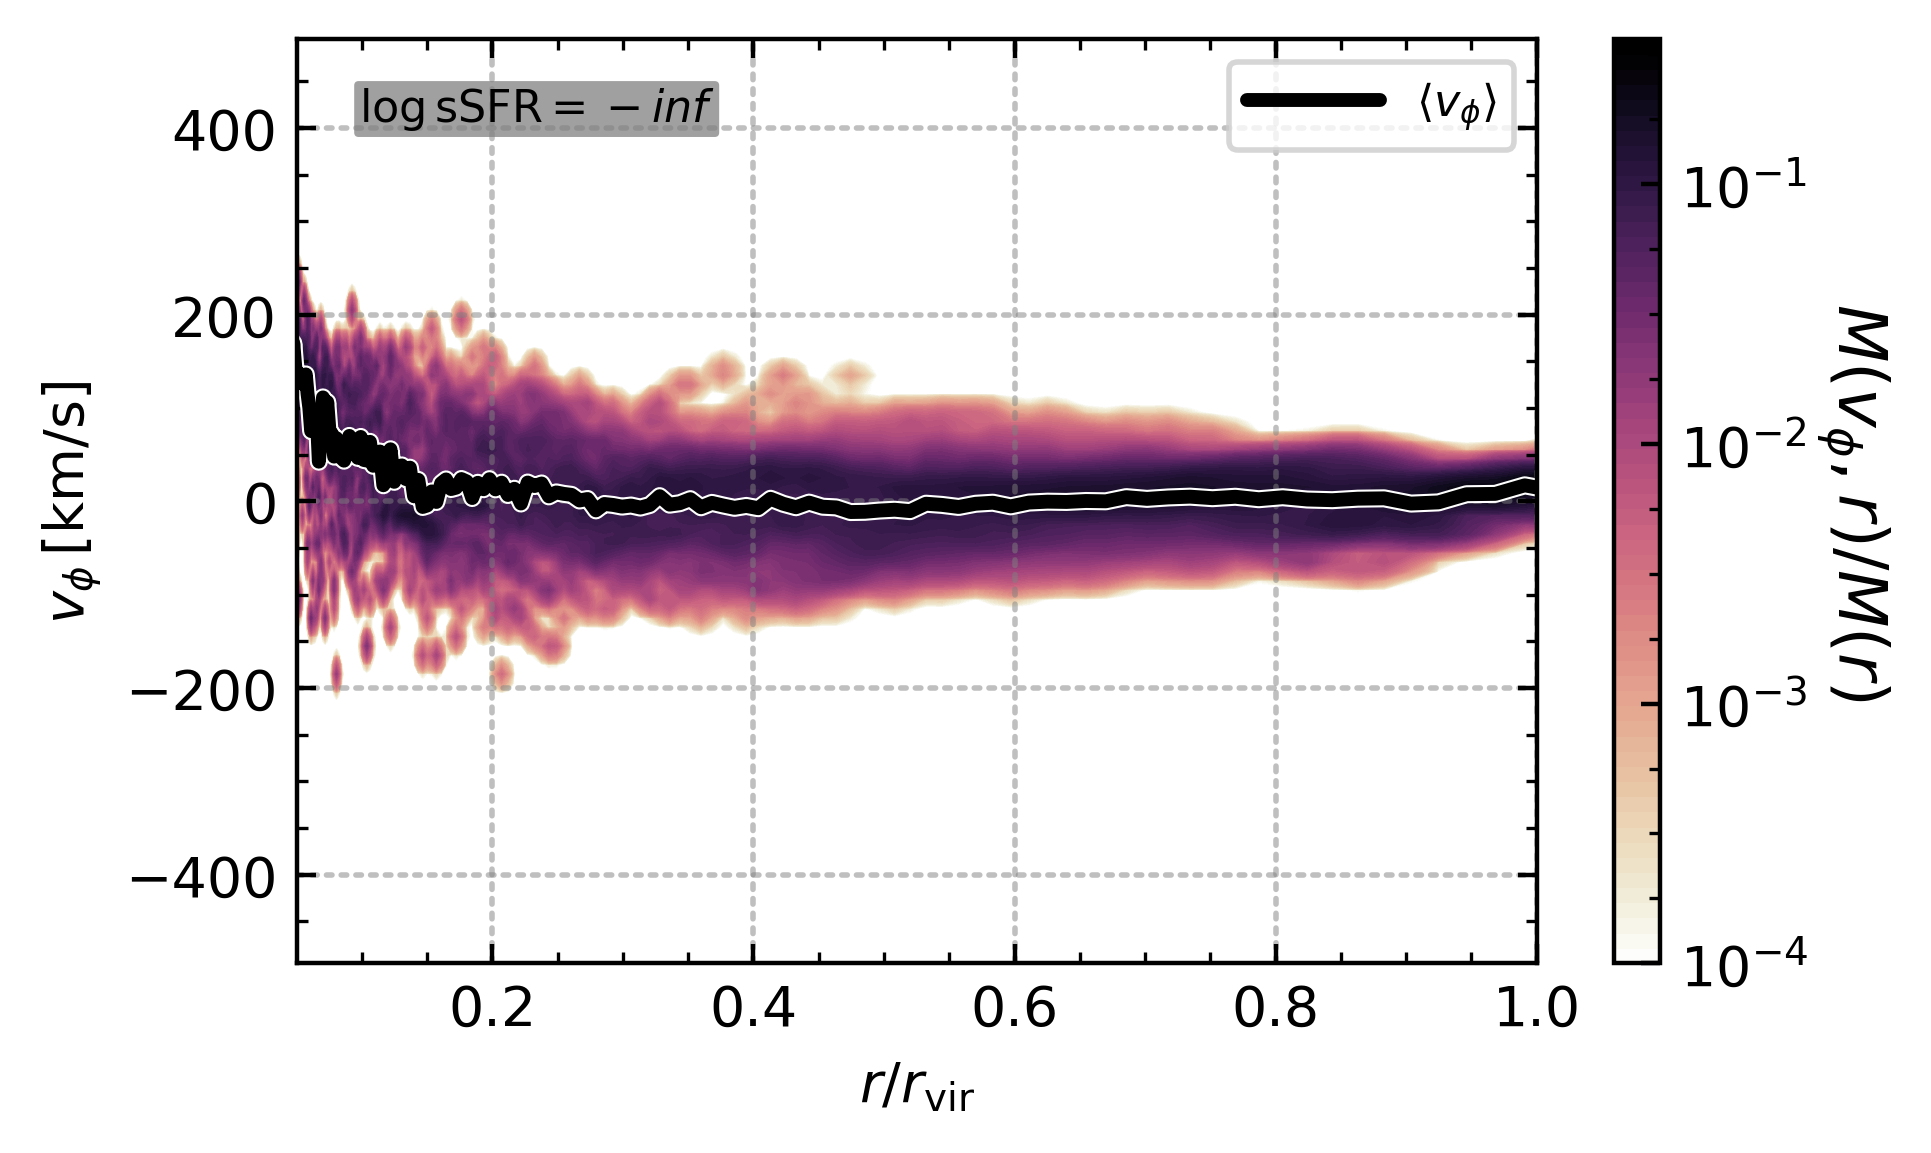 log sSFR = −inf
⟨v_ϕ⟩
400
200
0
−200
−400
v_ϕ [km/s]
0.2 0.4 0.6 0.8 1.0
r/r_vir
10⁻¹
10⁻²
10⁻³
10⁻⁴
M(v_ϕ, r)/M(r)